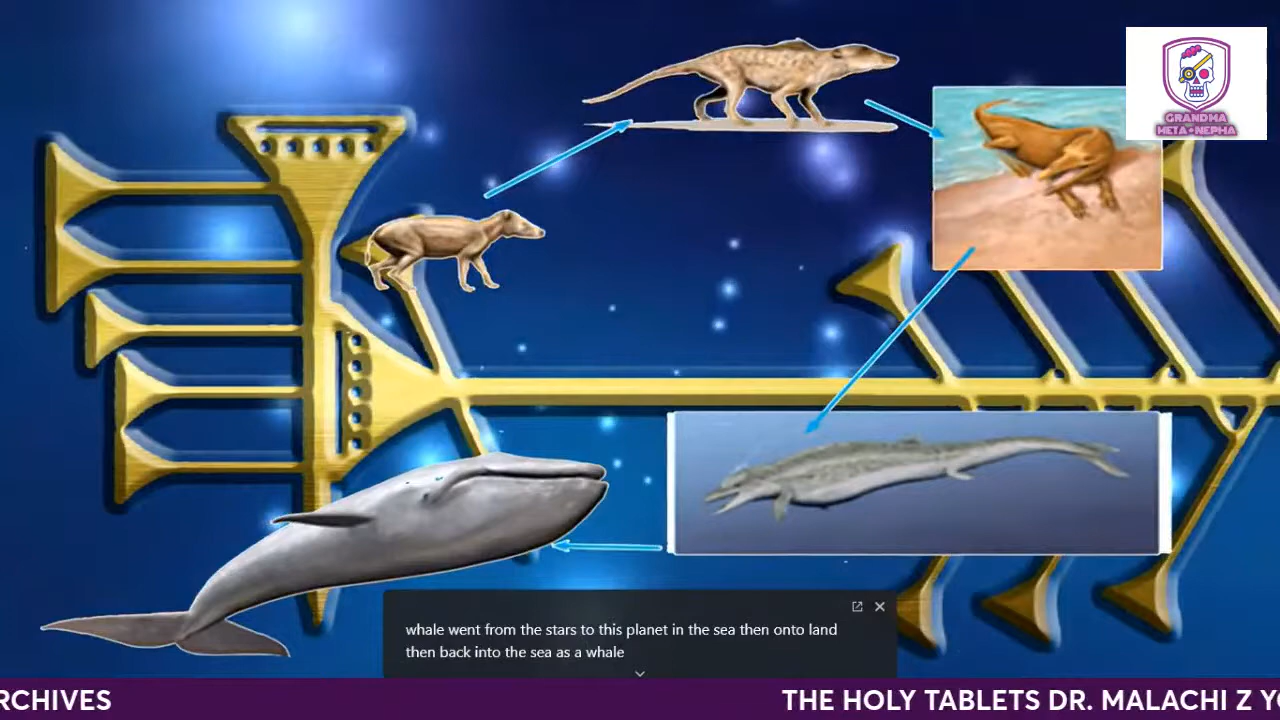 GRANDMA
META•NEPHA
whale went from the stars to this planet in the sea then onto land
then back into the sea as a whale
RCHIVES
THE HOLY TABLETS DR. MALACHI Z YO